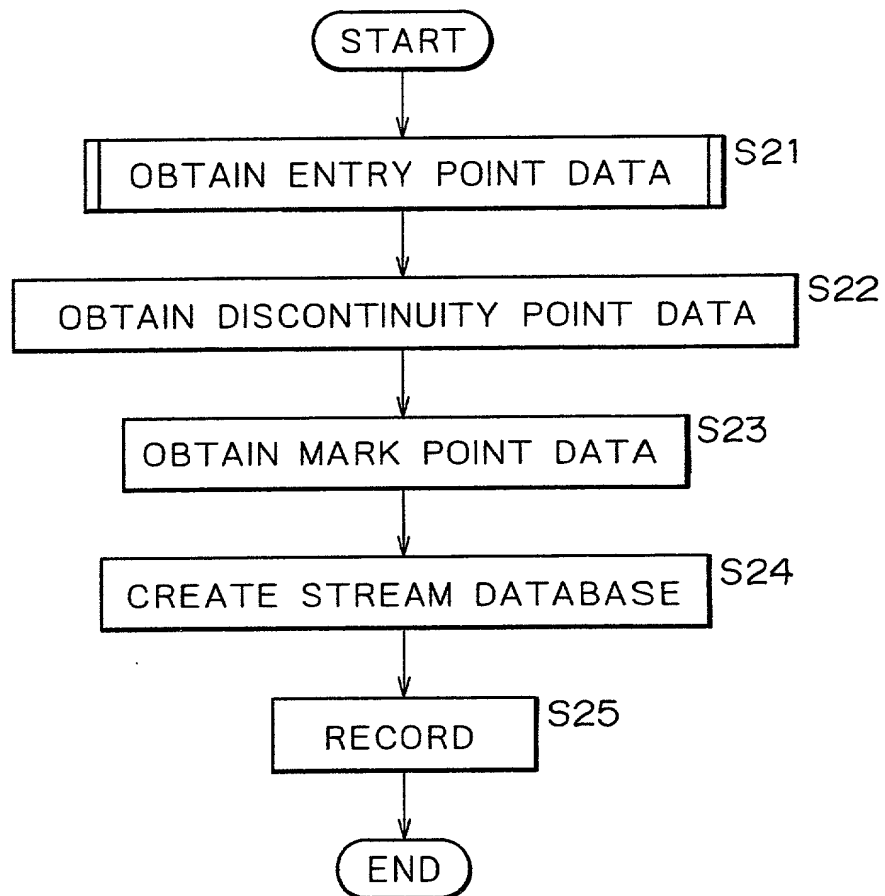 START
OBTAIN ENTRY POINT DATA
S21
OBTAIN DISCONTINUITY POINT DATA
S22
OBTAIN MARK POINT DATA
S23
CREATE STREAM DATABASE
S24
RECORD
S25
END